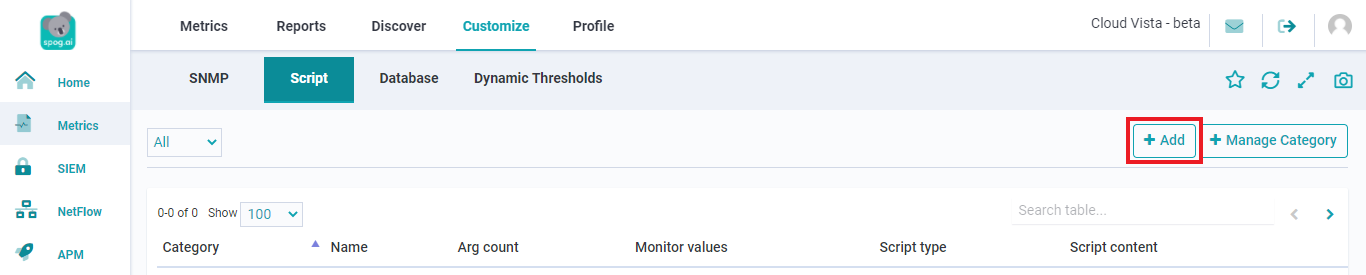 spog.ai
Metrics Reports Discover Customize Profile Cloud Vista - beta
Home
SNMP Script Database Dynamic Thresholds
Metrics
All + Add + Manage Category
SIEM
NetFlow
0-0 of 0 Show 100 Search table...
APM
Category Name Arg count Monitor values Script type Script content